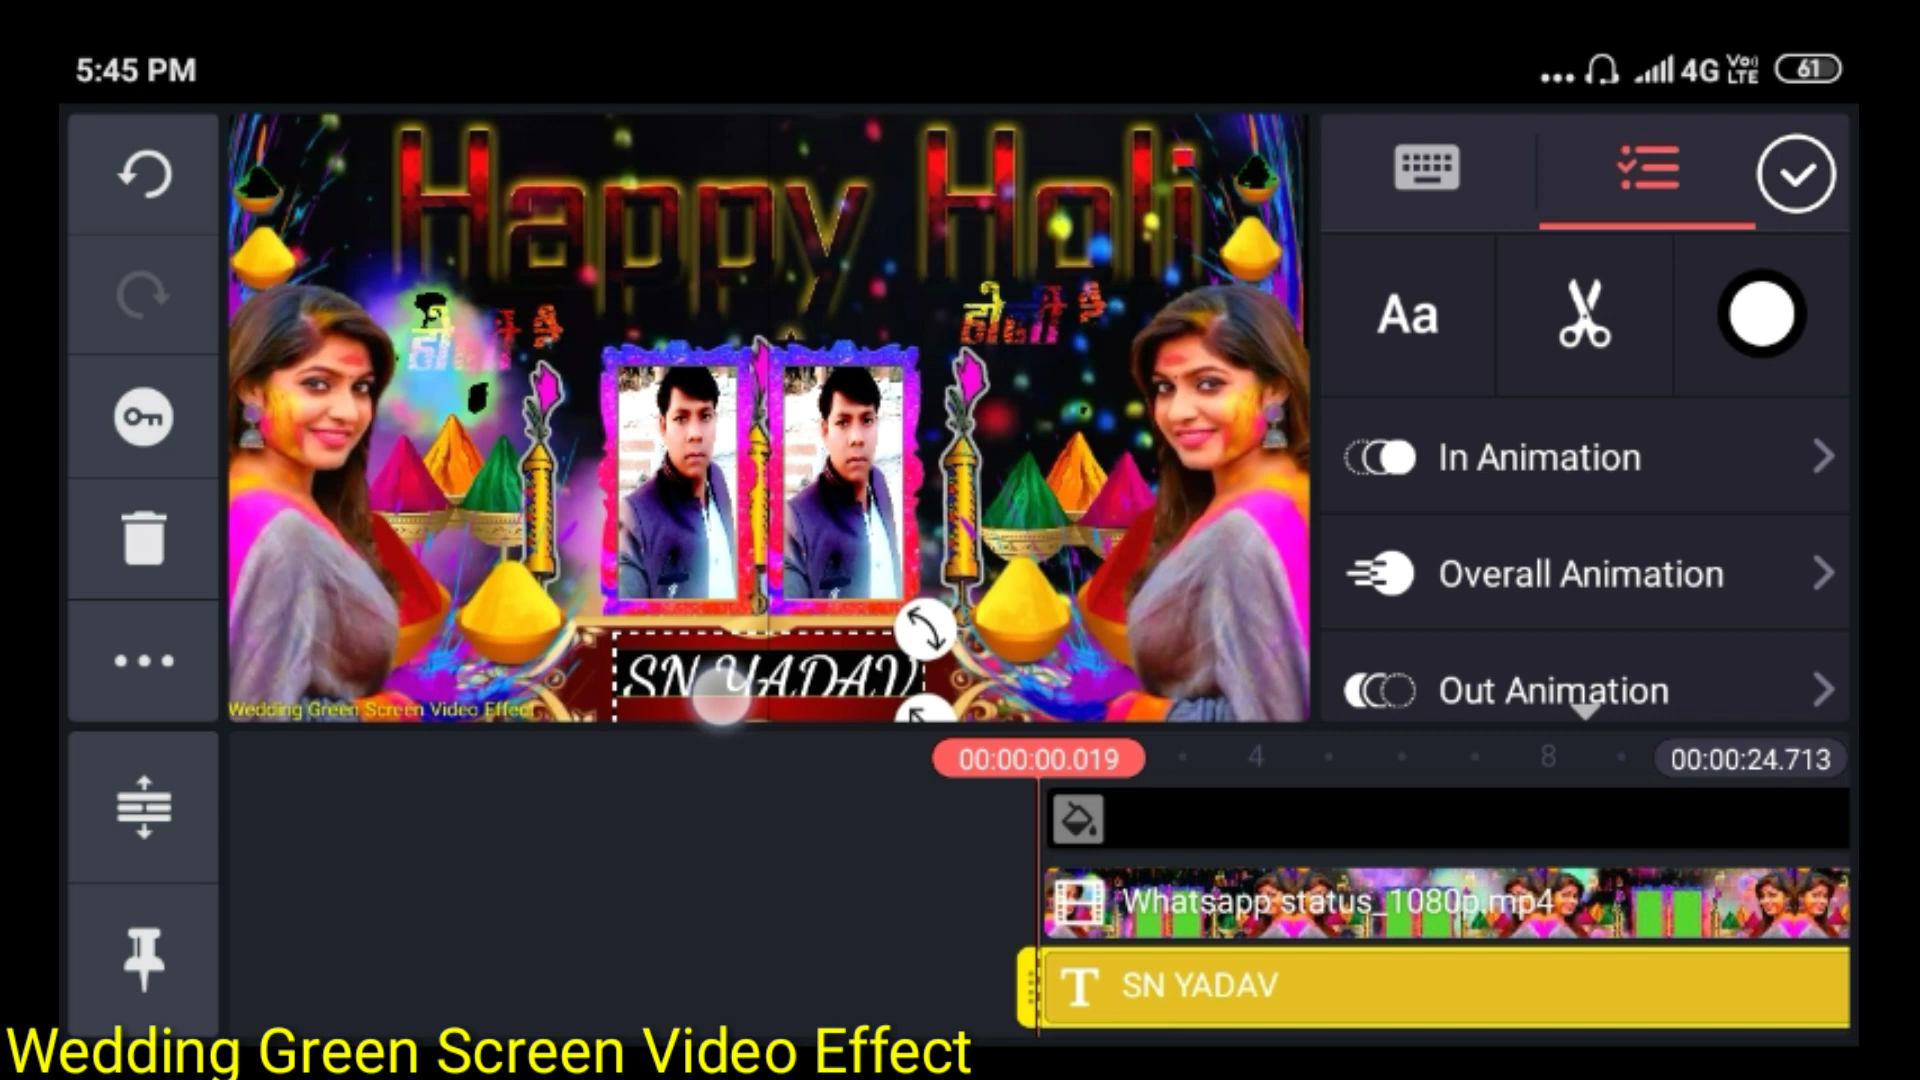 5:45 PM
4G Vo) LTE 61
Happy Holi
Aa
In Animation
Overall Animation
Out Animation
SN YADAV
Wedding Green Screen Video Effect
00:00:00.019
4
8
00:00:24.713
Whatsapp status_1080p.mp4
T SN YADAV
Wedding Green Screen Video Effect